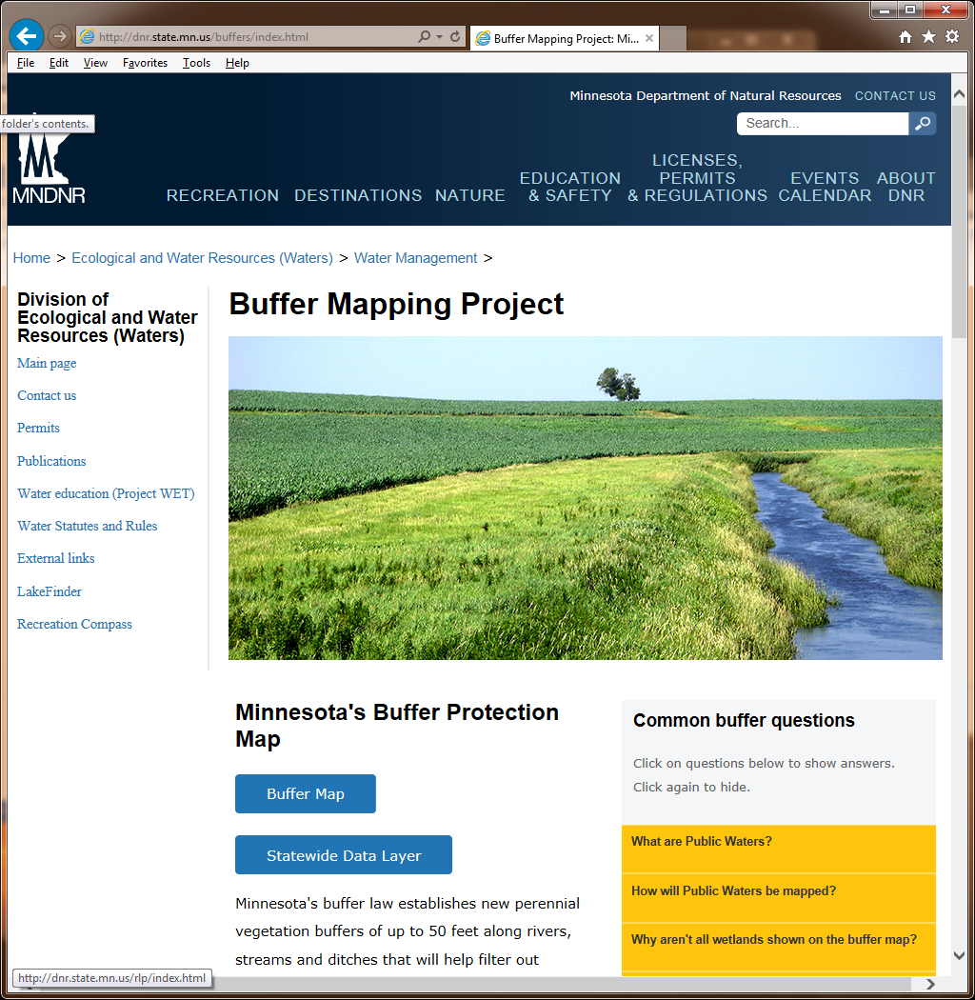 http://dnr.state.mn.us/buffers/index.html
Buffer Mapping Project: Mi...
File Edit View Favorites Tools Help
Minnesota Department of Natural Resources CONTACT US
folder's contents.
Search...
MNDNR
RECREATION
DESTINATIONS
NATURE
EDUCATION
& SAFETY
LICENSES,
PERMITS
& REGULATIONS
EVENTS
CALENDAR
ABOUT
DNR
Home > Ecological and Water Resources (Waters) > Water Management >
Division of
Ecological and Water
Resources (Waters)
Main page
Contact us
Permits
Publications
Water education (Project WET)
Water Statutes and Rules
External links
LakeFinder
Recreation Compass
Buffer Mapping Project
Minnesota's Buffer Protection
Map
Buffer Map
Statewide Data Layer
Minnesota's buffer law establishes new perennial
vegetation buffers of up to 50 feet along rivers,
streams and ditches that will help filter out
Common buffer questions
Click on questions below to show answers.
Click again to hide.
What are Public Waters?
How will Public Waters be mapped?
Why aren't all wetlands shown on the buffer map?
http://dnr.state.mn.us/rlp/index.html